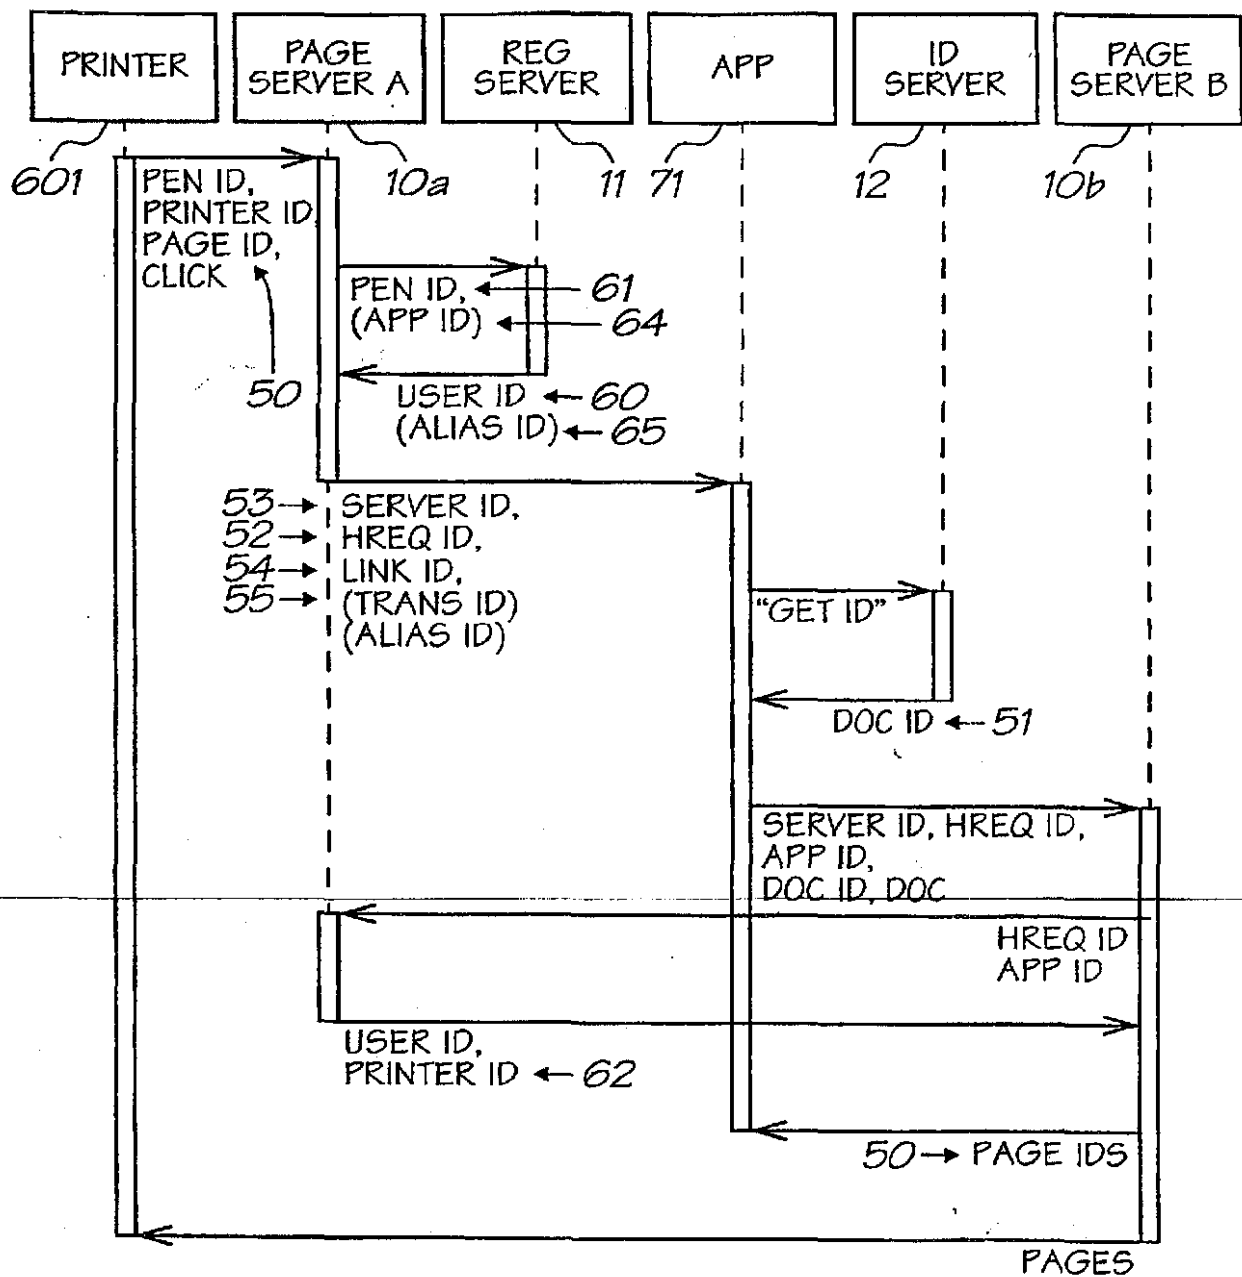 PRINTER
PAGE
SERVER A
REG
SERVER
APP
ID
SERVER
PAGE
SERVER B
601
10a
11
71
12
10b
PEN ID,
PRINTER ID
PAGE ID,
CLICK
50
PEN ID,
61
(APP ID)
64
USER ID
60
(ALIAS ID)
65
53
SERVER ID,
52
HREQ ID,
54
LINK ID,
55
(TRANS ID)
(ALIAS ID)
"GET ID"
DOC ID
51
SERVER ID, HREQ ID,
APP ID,
DOC ID, DOC
HREQ ID
APP ID
USER ID,
PRINTER ID
62
50
PAGE IDS
PAGES